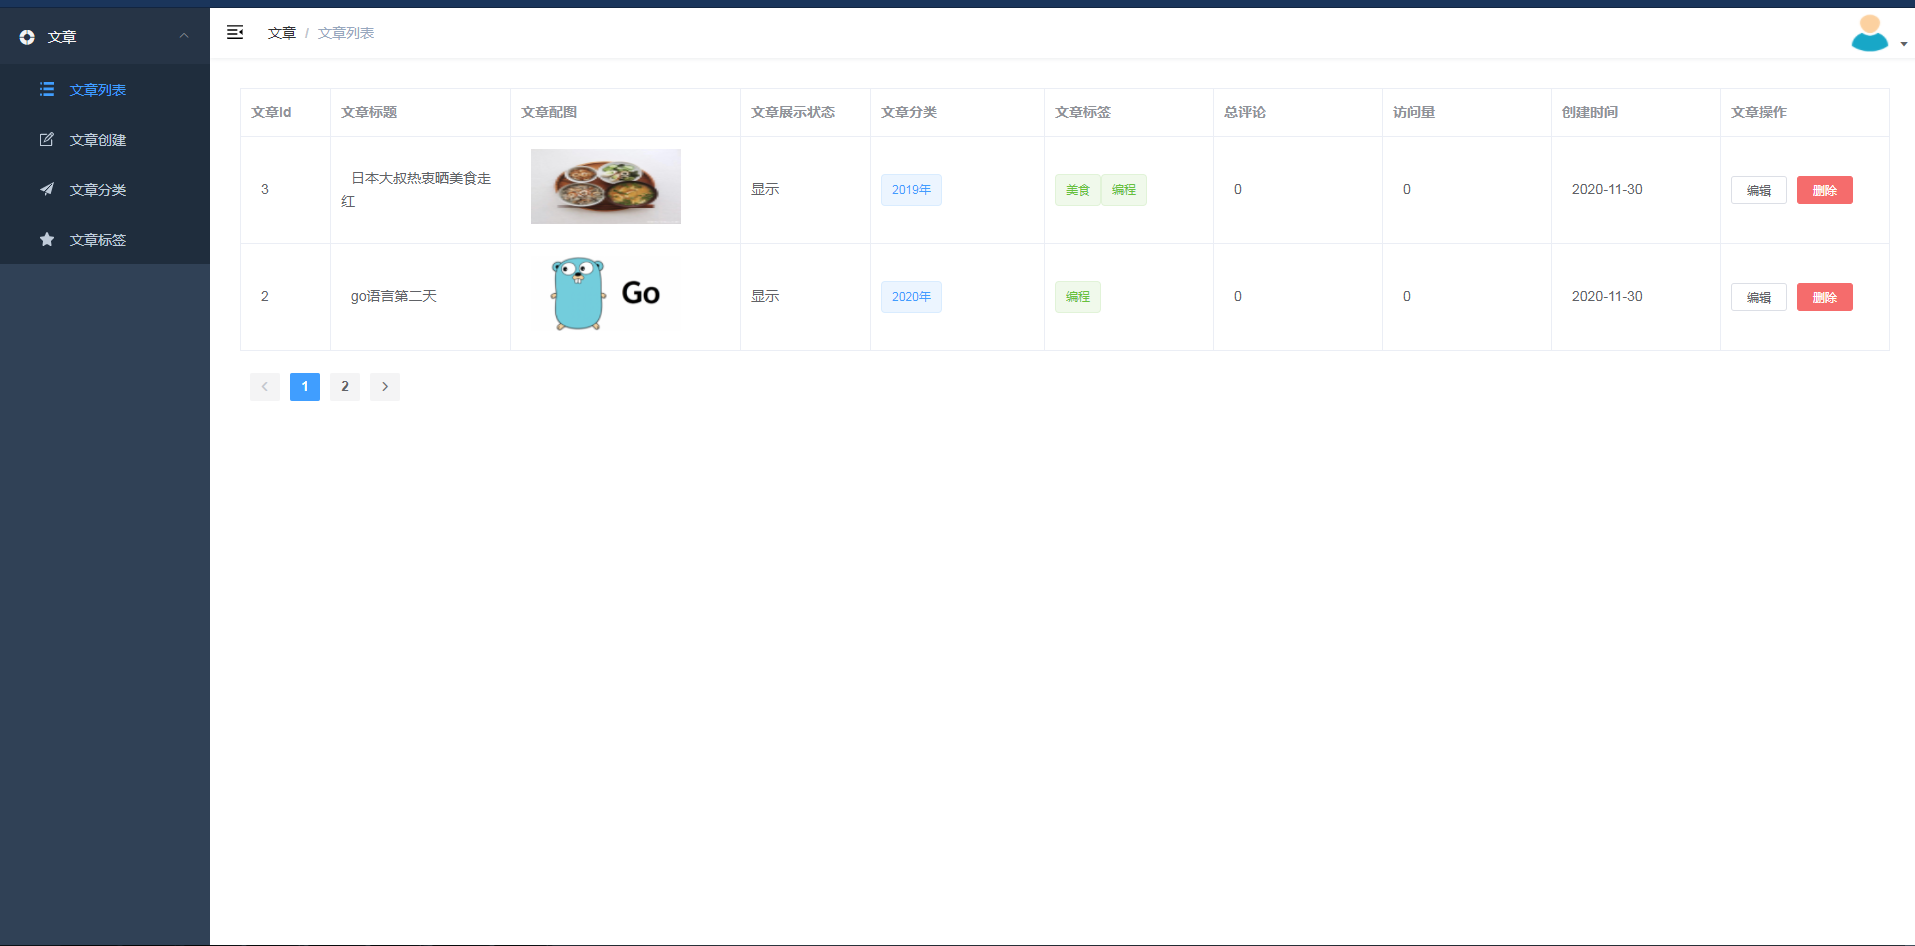 文章
文章列表
文章创建
文章分类
文章标签
文章 / 文章列表
文章Id 文章标题 文章配图 文章展示状态 文章分类 文章标签 总评论 访问量 创建时间 文章操作
3 日本大叔热衷晒美食走 显示 2019年 美食 编程 0 0 2020-11-30 编辑 删除
红
2 go语言第二天 Go 显示 2020年 编程 0 0 2020-11-30 编辑 删除
1 2